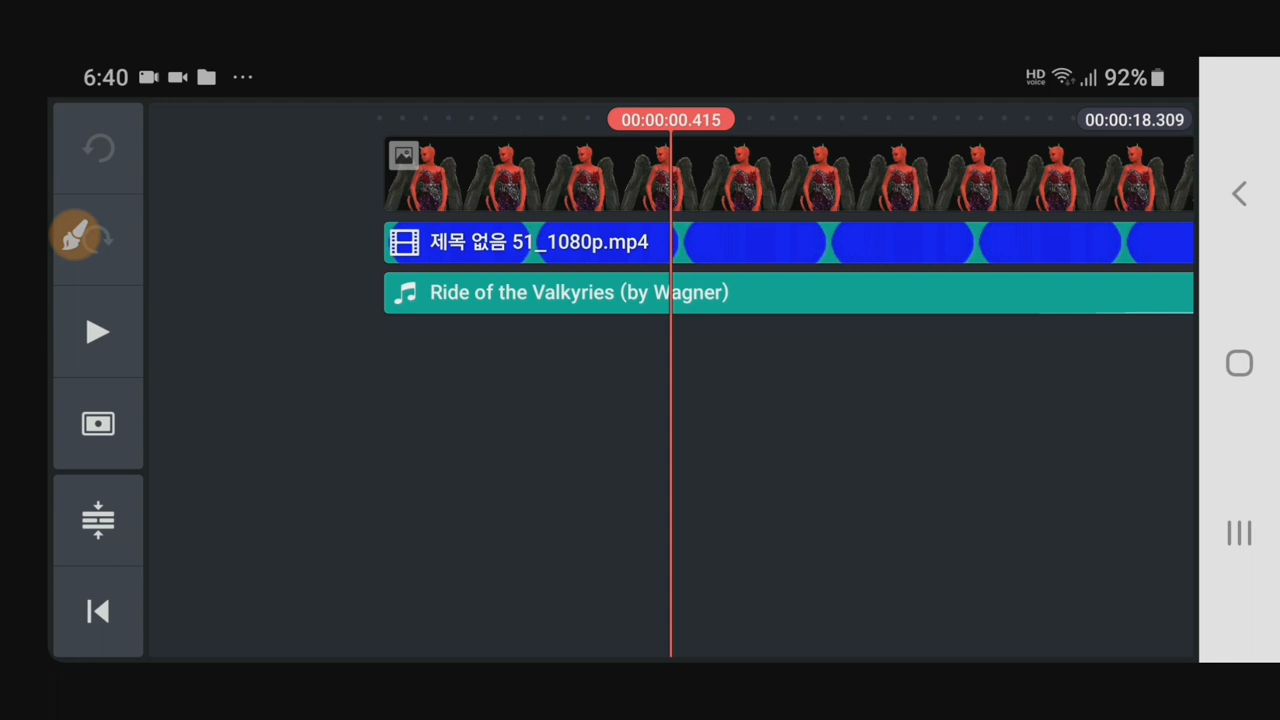 6:40 HD voice 92%
00:00:00.415 00:00:18.309
제목 없음 51_1080p.mp4
Ride of the Valkyries (by Wagner)